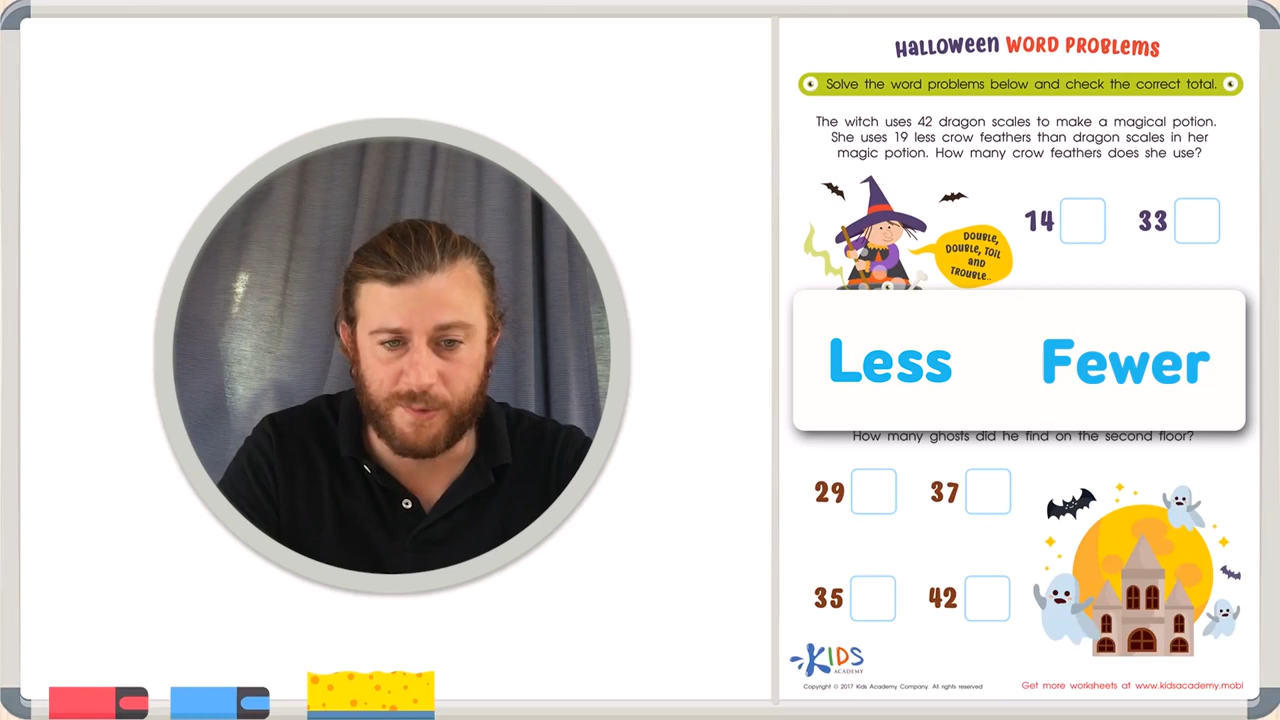 Halloween Word Problems
Solve the word problems below and check the correct total.
The witch uses 42 dragon scales to make a magical potion.
She uses 19 less crow feathers than dragon scales in her
magic potion. How many crow feathers does she use?
14
33
Double,
Double, Toil
and
Trouble..
Less Fewer
How many ghosts did he find on the second floor?
29
37
35
42
KIDS
ACADEMY
Copyright © 2017 Kids Academy Company. All rights reserved
Get more worksheets at www.kidsacademy.mobi